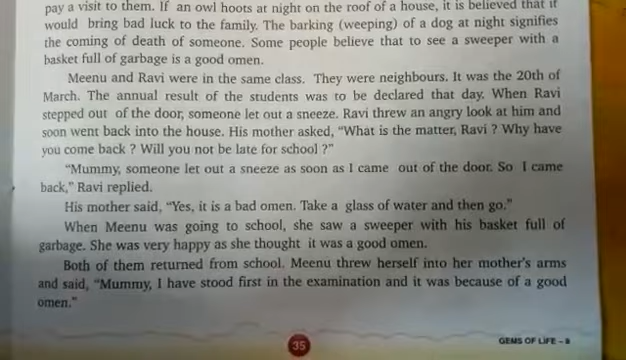 pay a visit to them. If an owl hoots at night on the roof of a house, it is believed that it
would bring bad luck to the family. The barking (weeping) of a dog at night signifies
the coming of death of someone. Some people believe that to see a sweeper with a
basket full of garbage is a good omen.
Meenu and Ravi were in the same class. They were neighbours. It was the 20th of
March. The annual result of the students was to be declared that day. When Ravi
stepped out of the door, someone let out a sneeze. Ravi threw an angry look at him and
soon went back into the house. His mother asked, “What is the matter, Ravi ? Why have
you come back ? Will you not be late for school ?”
“Mummy, someone let out a sneeze as soon as I came out of the door. So I came
back,” Ravi replied.
His mother said, “Yes, it is a bad omen. Take a glass of water and then go.”
When Meenu was going to school, she saw a sweeper with his basket full of
garbage. She was very happy as she thought it was a good omen.
Both of them returned from school. Meenu threw herself into her mother’s arms
and said, “Mummy, I have stood first in the examination and it was because of a good
omen.”
35
GEMS OF LIFE – 8